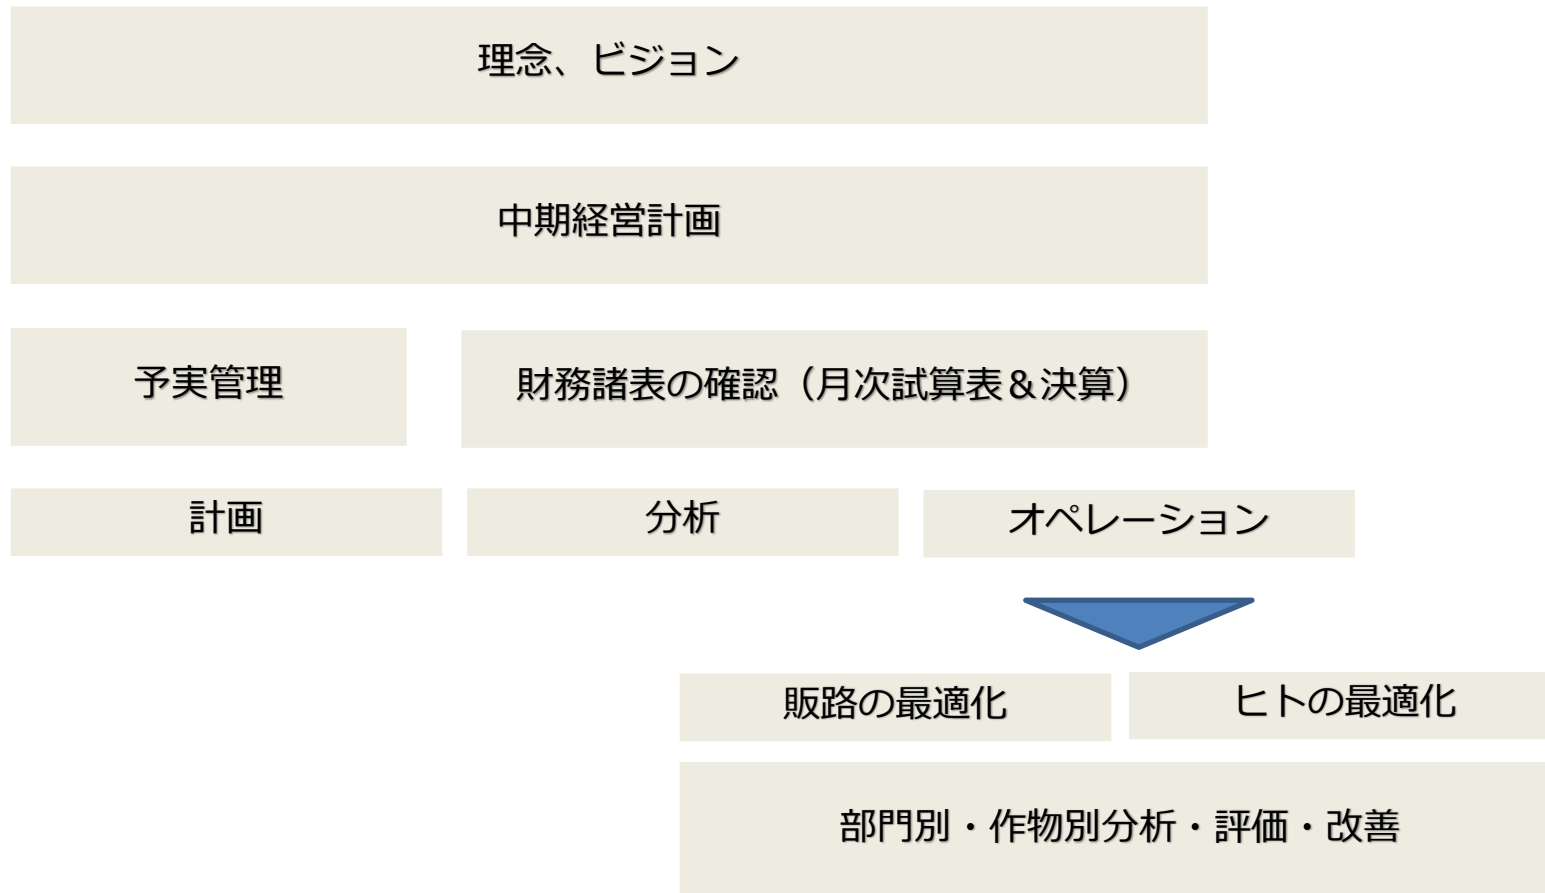 理念、ビジョン
中期経営計画
予実管理
財務諸表の確認（月次試算表＆決算）
計画
分析
オペレーション
販路の最適化
ヒトの最適化
部門別・作物別分析・評価・改善